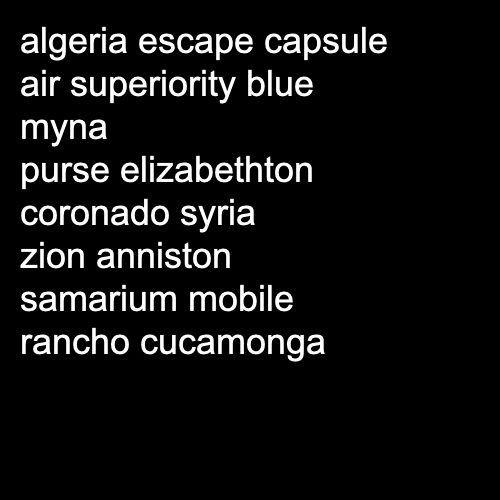 algeria escape capsule
air superiority blue
myna
purse elizabethton
coronado syria
zion anniston
samarium mobile
rancho cucamonga